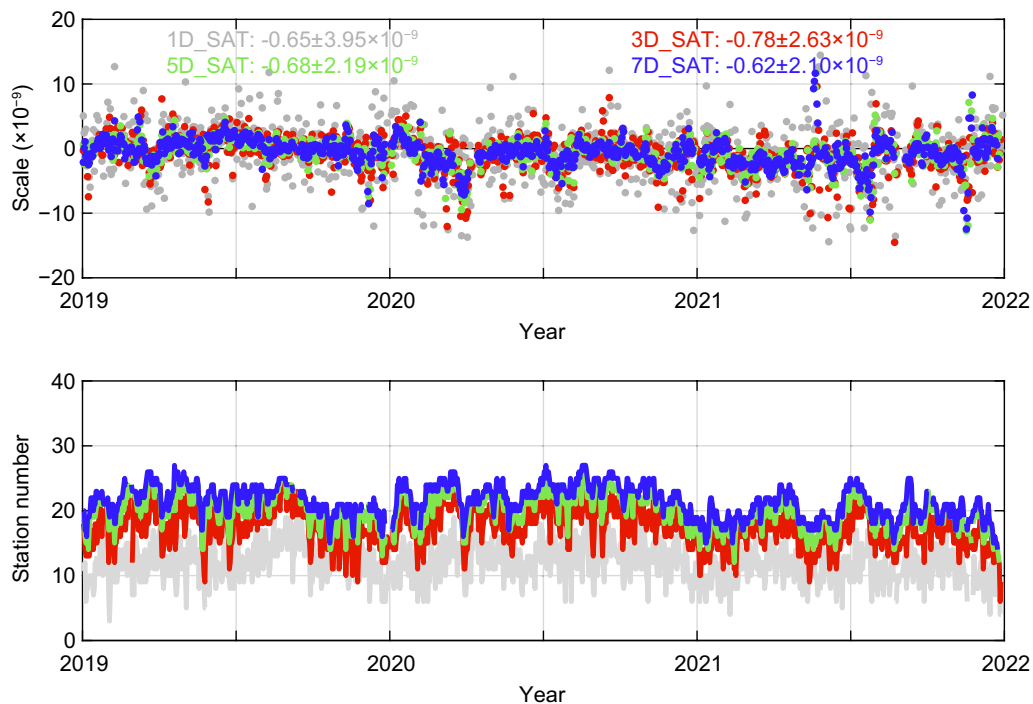 20
1D_SAT: -0.65±3.95×10⁻⁹ 3D_SAT: -0.78±2.63×10⁻⁹
5D_SAT: -0.68±2.19×10⁻⁹ 7D_SAT: -0.62±2.10×10⁻⁹
10
0
−10
−20
Scale (×10⁻⁹)
2019 2020 2021 2022
Year
40
30
20
10
0
Station number
2019 2020 2021 2022
Year